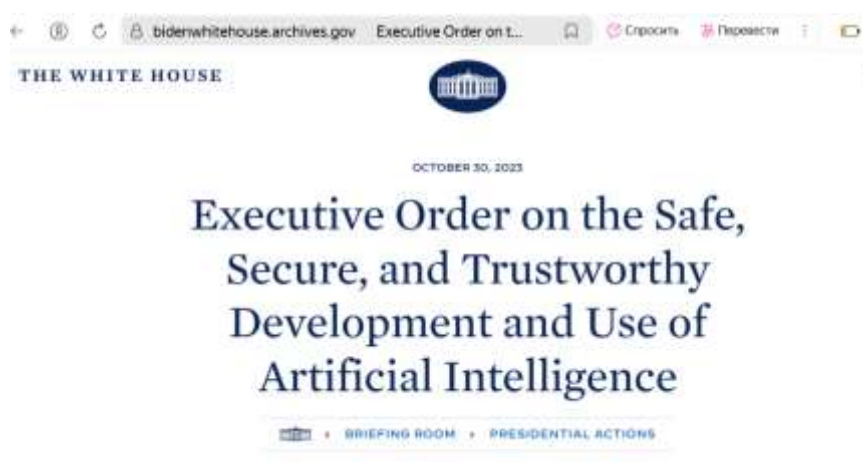 bidenwhitehouse.archives.gov Executive Order on t... Спросить Перевести
THE WHITE HOUSE
OCTOBER 30, 2023
Executive Order on the Safe,
Secure, and Trustworthy
Development and Use of
Artificial Intelligence
BRIEFING ROOM PRESIDENTIAL ACTIONS